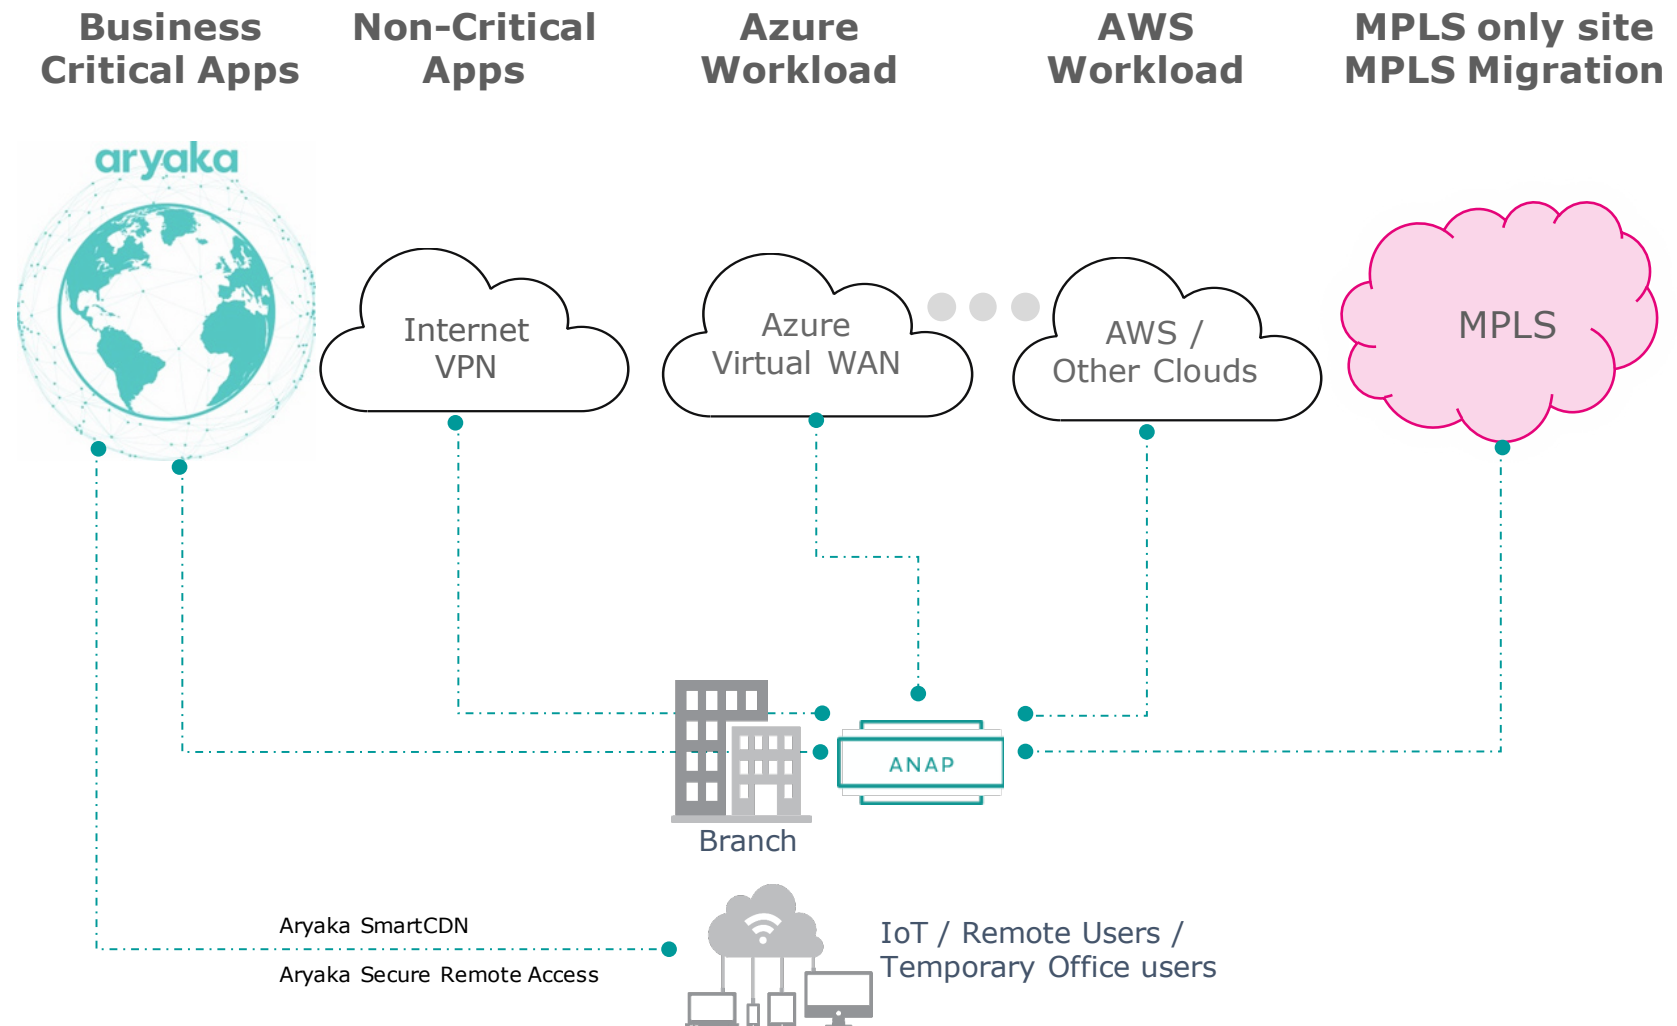 Business
Critical Apps
Non-Critical
Apps
Azure
Workload
AWS
Workload
MPLS only site
MPLS Migration
aryaka
Internet
VPN
Azure
Virtual WAN
AWS /
Other Clouds
MPLS
ANAP
Branch
Aryaka SmartCDN
Aryaka Secure Remote Access
IoT / Remote Users /
Temporary Office users